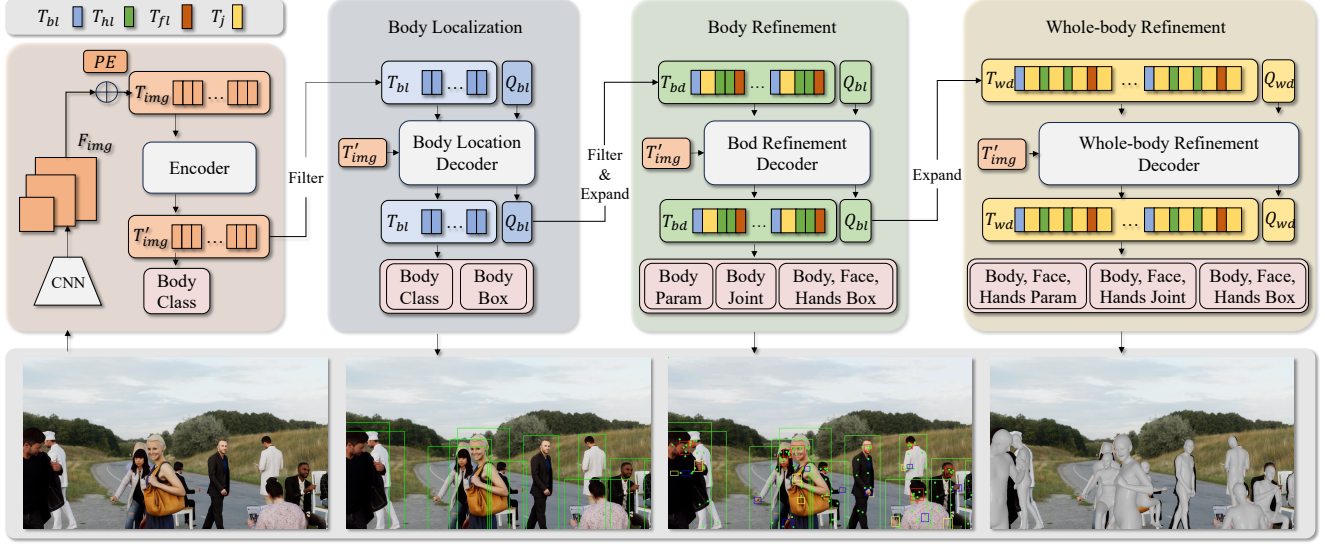 T_bl T_hl T_fl T_j
PE
T_img ...
F_img
Encoder
T'_img ...
CNN
Body
Class
Filter
Body Localization
T_bl ... Q_bl
T'_img
Body Location
Decoder
T_bl ... Q_bl
Body
Class
Body
Box
Filter
&
Expand
Body Refinement
T_bd ... Q_bl
T'_img
Bod Refinement
Decoder
T_bd ... Q_bl
Body
Param
Body
Joint
Body, Face,
Hands Box
Expand
Whole-body Refinement
T_wd ... Q_wd
T'_img
Whole-body Refinement
Decoder
T_wd ... Q_wd
Body, Face,
Hands Param
Body, Face,
Hands Joint
Body, Face,
Hands Box